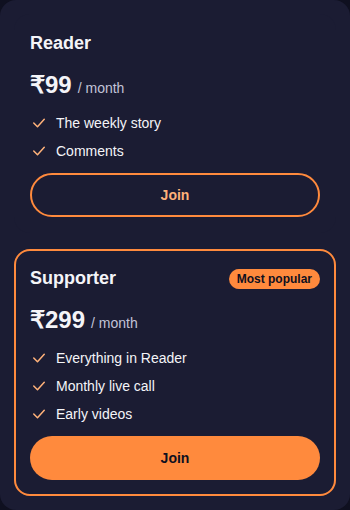 Reader
₹99 / month
The weekly story
Comments
Join
Supporter
Most popular
₹299 / month
Everything in Reader
Monthly live call
Early videos
Join